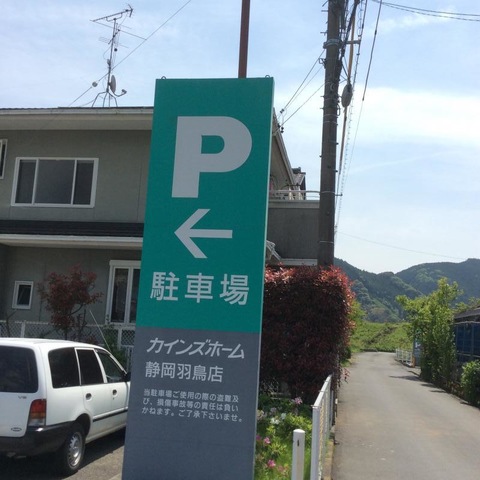 P
←
駐車場
カインズホーム
静岡羽鳥店
当駐車場ご使用の際の盗難及
び、損傷事故等の責任は負い
かねます。ご了承下さいませ。